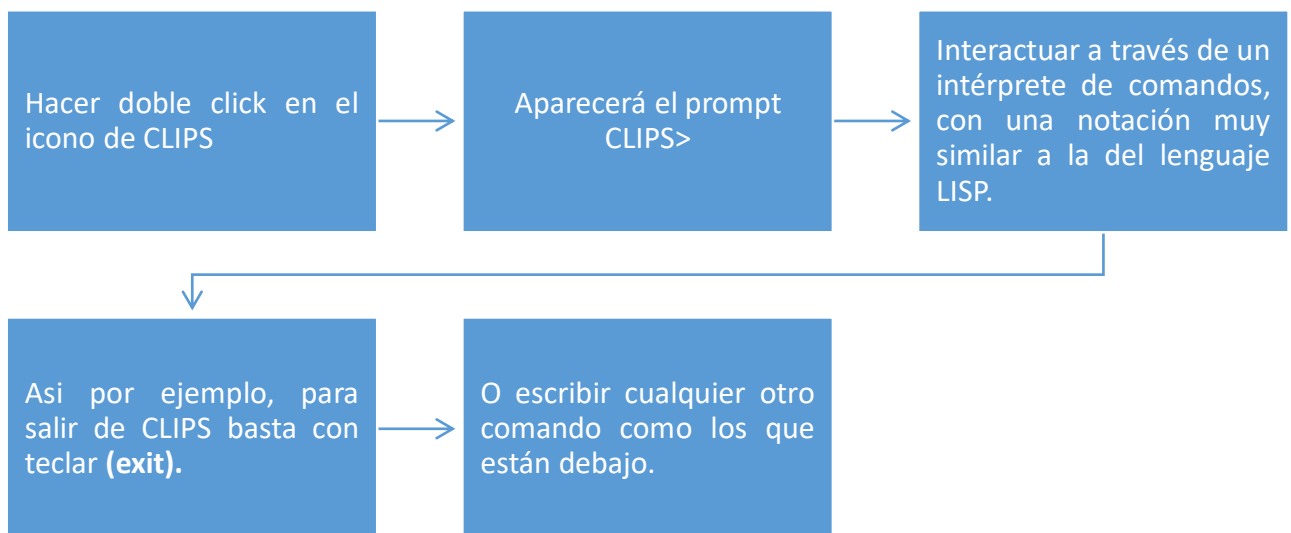 Hacer doble click en el
icono de CLIPS
Aparecerá el prompt
CLIPS>
Interactuar a través de un
intérprete de comandos,
con una notación muy
similar a la del lenguaje
LISP.
Asi por ejemplo, para
salir de CLIPS basta con
teclar (exit).
O escribir cualquier otro
comando como los que
están debajo.